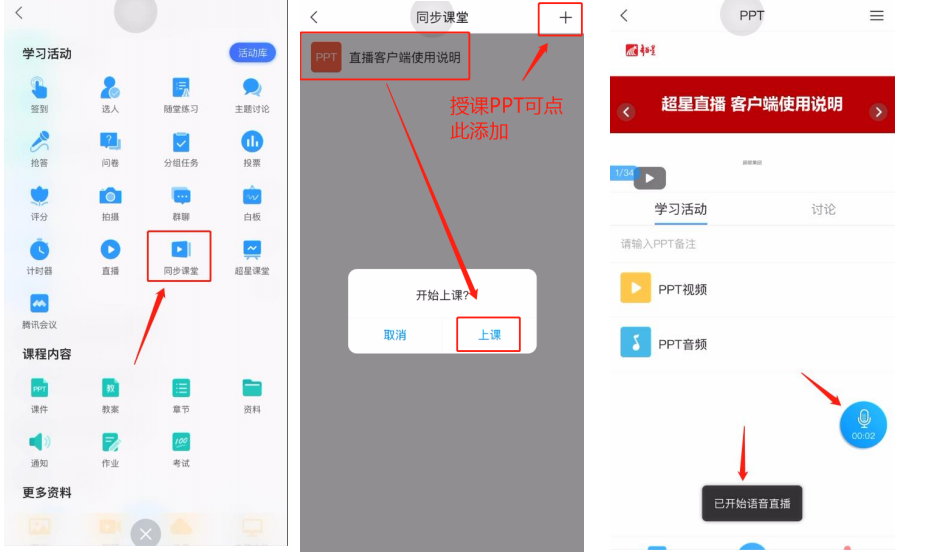 学习活动
活动库
签到
选人
随堂练习
主题讨论
抢答
问卷
分组任务
投票
评分
拍摄
群聊
白板
计时器
直播
同步课堂
超星课堂
腾讯会议
课程内容
PPT
教
课件
教案
章节
资料
100
通知
作业
考试
更多资料
同步课堂
PPT
直播客户端使用说明
授课PPT可点
此添加
开始上课?
取消
上课
PPT
超星直播 客户端使用说明
1/34
学习活动
讨论
请输入PPT备注
PPT视频
PPT音频
00:02
已开始语音直播